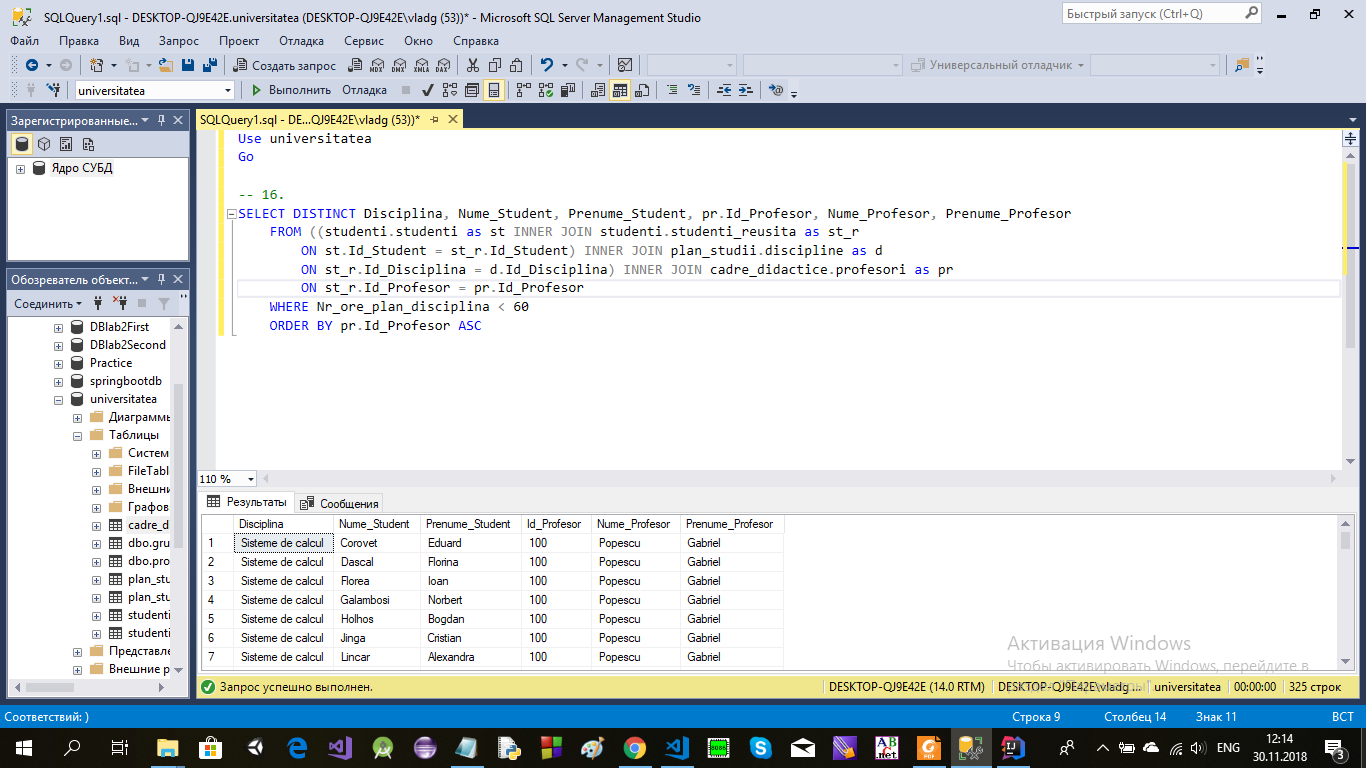 SQLQuery1.sql - DESKTOP-QJ9E42E.universitatea (DESKTOP-QJ9E42E\vladg (53))* - Microsoft SQL Server Management Studio
Быстрый запуск (Ctrl+Q)
Файл Правка Вид Запрос Проект Отладка Сервис Окно Справка
Создать запрос MDX DMX XMLA DAX Универсальный отладчик
universitatea Выполнить Отладка
Зарегистрированные...
Ядро СУБД
Обозреватель объект...
Соединить
DBlab2First
DBlab2Second
Practice
springbootdb
universitatea
Диаграммы
Таблицы
Систем
FileTabl
Внешни
Графов
cadre_d
dbo.gru
dbo.pro
plan_stu
plan_stu
studenti
studenti
Представле
Внешние р
SQLQuery1.sql - DE...QJ9E42E\vladg (53))*
Use universitatea
Go
-- 16.
SELECT DISTINCT Disciplina, Nume_Student, Prenume_Student, pr.Id_Profesor, Nume_Profesor, Prenume_Profesor
FROM ((studenti.studenti as st INNER JOIN studenti.studenti_reusita as st_r
ON st.Id_Student = st_r.Id_Student) INNER JOIN plan_studii.discipline as d
ON st_r.Id_Disciplina = d.Id_Disciplina) INNER JOIN cadre_didactice.profesori as pr
ON st_r.Id_Profesor = pr.Id_Profesor
WHERE Nr_ore_plan_disciplina < 60
ORDER BY pr.Id_Profesor ASC
110 %
Результаты Сообщения
Disciplina Nume_Student Prenume_Student Id_Profesor Nume_Profesor Prenume_Profesor
1 Sisteme de calcul Corovet Eduard 100 Popescu Gabriel
2 Sisteme de calcul Dascal Florina 100 Popescu Gabriel
3 Sisteme de calcul Florea Ioan 100 Popescu Gabriel
4 Sisteme de calcul Galambosi Norbert 100 Popescu Gabriel
5 Sisteme de calcul Holhos Bogdan 100 Popescu Gabriel
6 Sisteme de calcul Jinga Cristian 100 Popescu Gabriel
7 Sisteme de calcul Lincar Alexandra 100 Popescu Gabriel
Активация Windows
Чтобы активировать Windows, перейдите в
Запрос успешно выполнен. DESKTOP-QJ9E42E (14.0 RTM) DESKTOP-QJ9E42E\vladg ... universitatea 00:00:00 325 строк
Соответствий: ) Строка 9 Столбец 14 Знак 11 ВСТ
ENG 12:14
30.11.2018 3